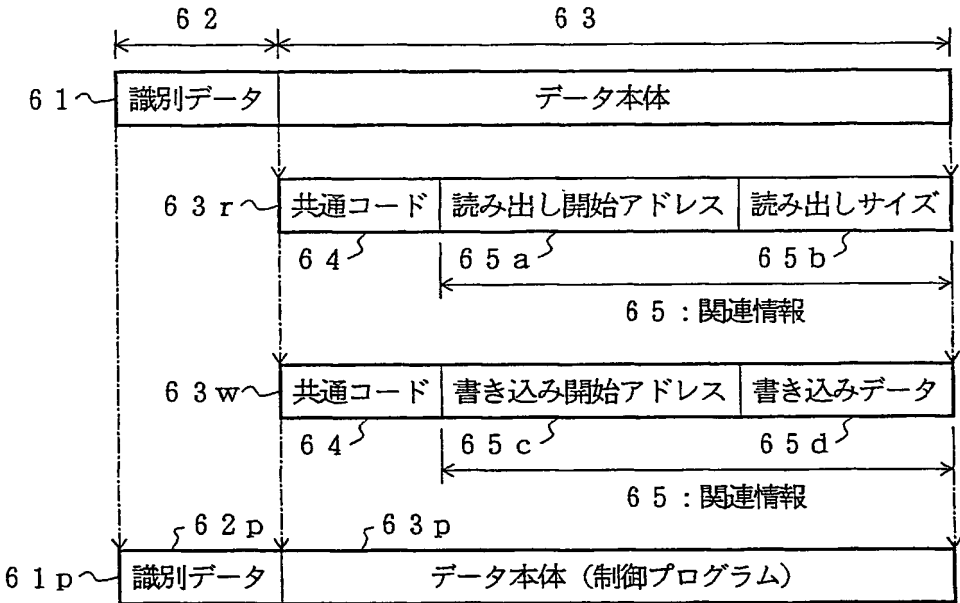 62 63
61 識別データ データ本体
63r 共通コード 読み出し開始アドレス 読み出しサイズ
64 65a 65b
65:関連情報
63w 共通コード 書き込み開始アドレス 書き込みデータ
64 65c 65d
65:関連情報
62p 63p
61p 識別データ データ本体(制御プログラム)